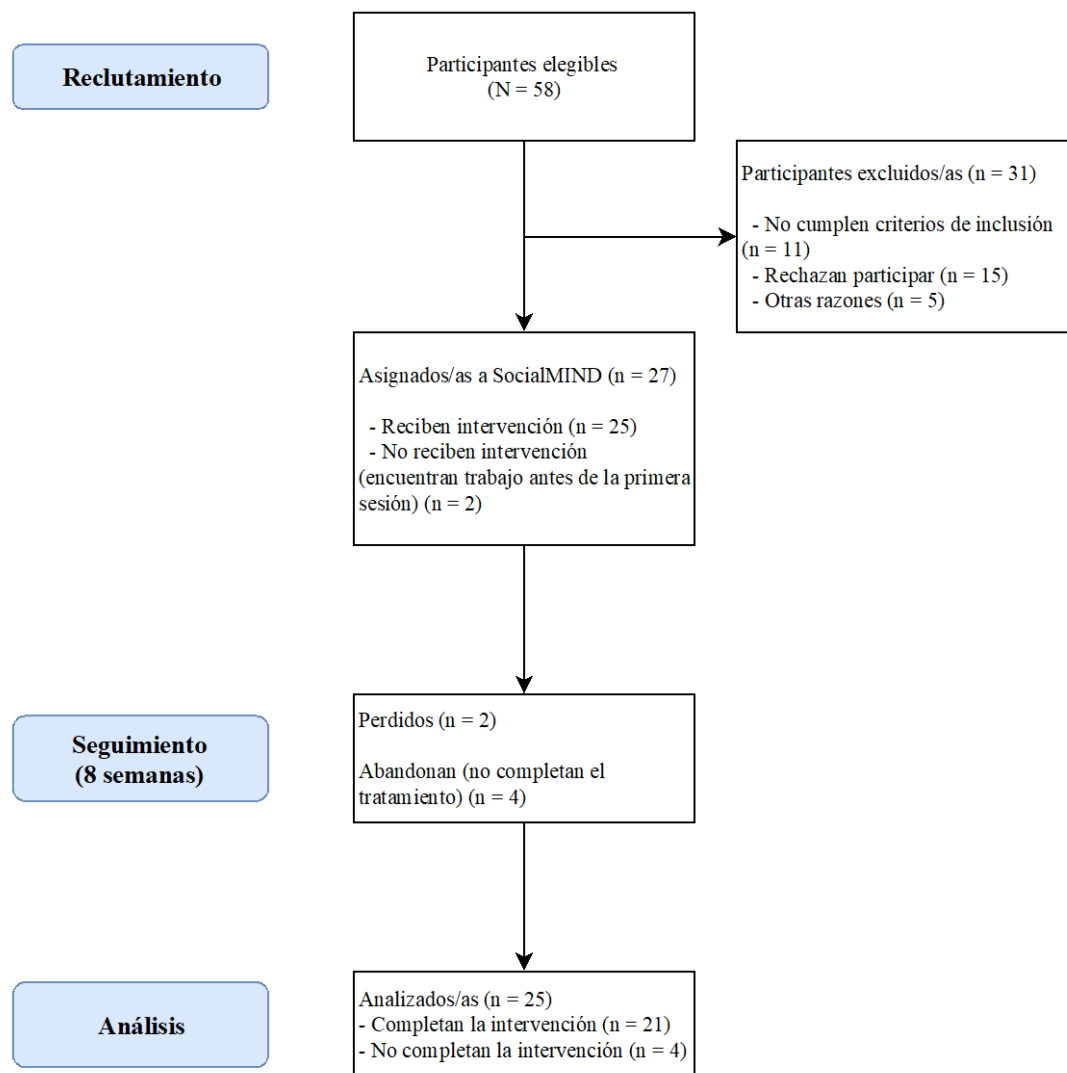 Reclutamiento
Participantes elegibles
(N = 58)
Participantes excluidos/as (n = 31)
- No cumplen criterios de inclusión
(n = 11)
- Rechazan participar (n = 15)
- Otras razones (n = 5)
Asignados/as a SocialMIND (n = 27)
- Reciben intervención (n = 25)
- No reciben intervención
(encuentran trabajo antes de la primera
sesión) (n = 2)
Seguimiento
(8 semanas)
Perdidos (n = 2)
Abandonan (no completan el
tratamiento) (n = 4)
Análisis
Analizados/as (n = 25)
- Completan la intervención (n = 21)
- No completan la intervención (n = 4)